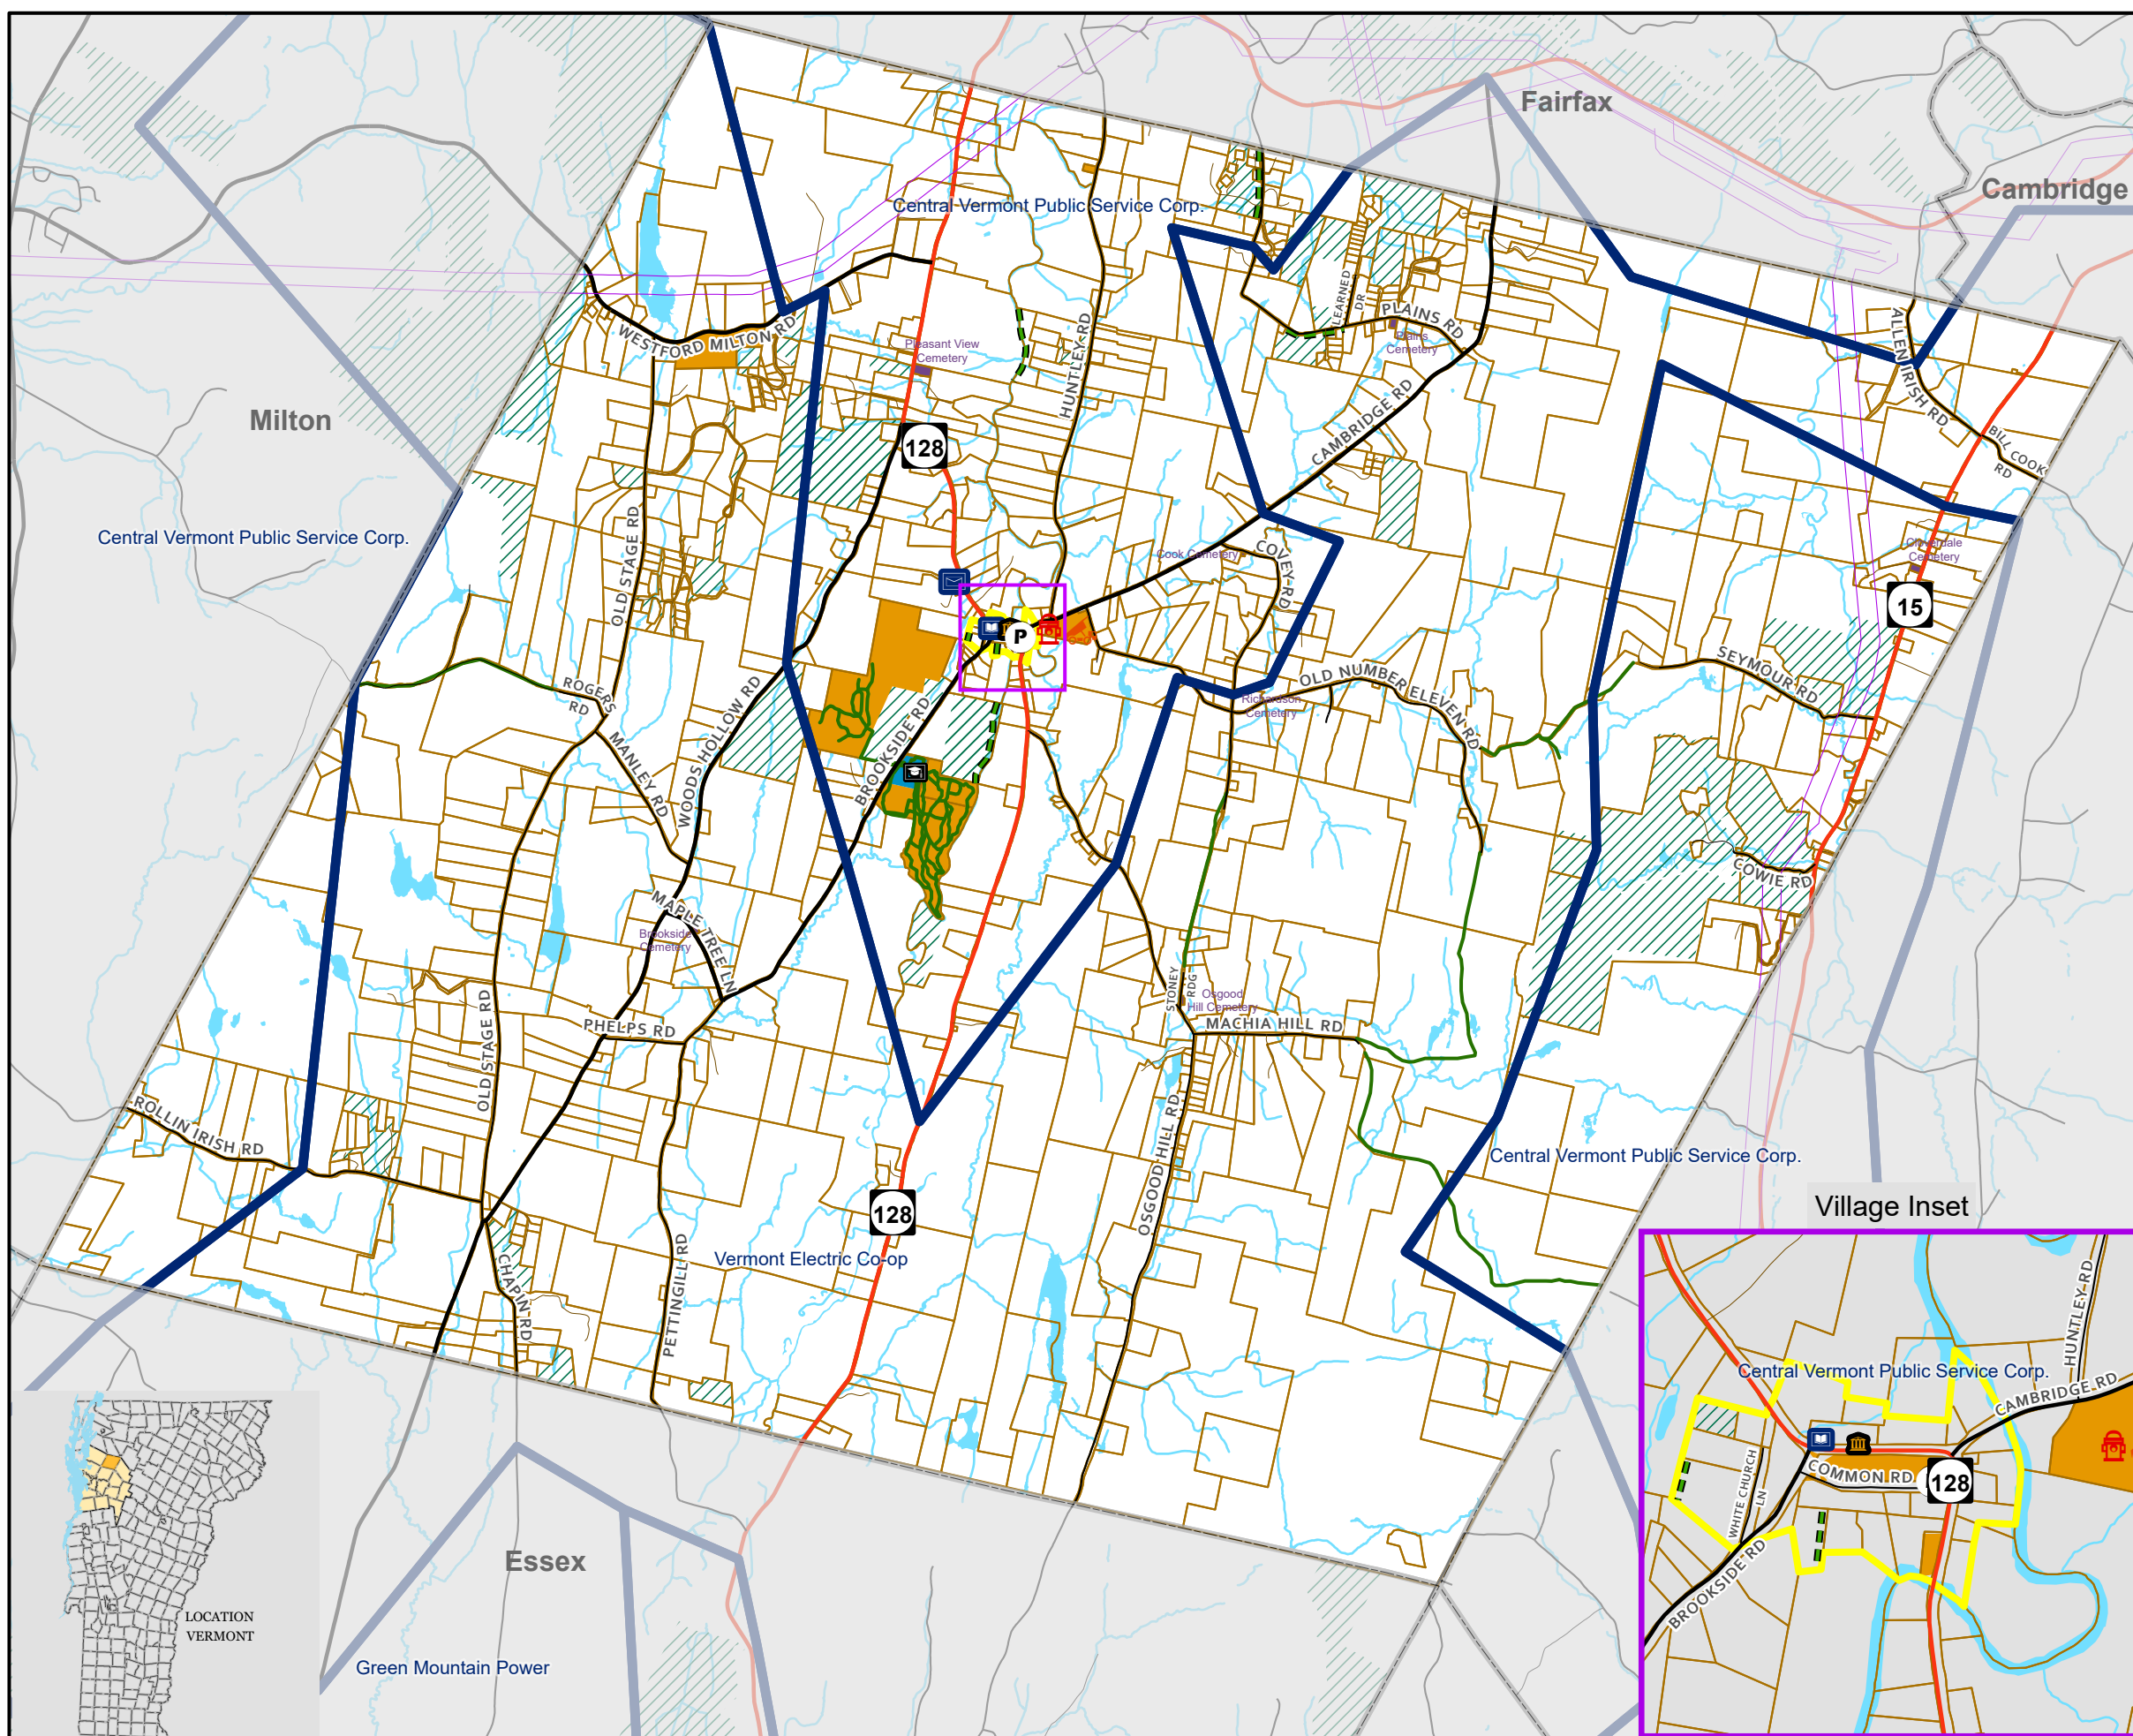 Fairfax
Cambridge
Central Vermont Public Service Corp.
LEARNED
DR
PLAINS RD
Plains
Cemetery
WESTFORD MILTON RD
Pleasant View
Cemetery
HUNTLEY RD
ALLEN IRISH RD
BILL COOK
RD
Milton
128
CAMBRIDGE RD
Central Vermont Public Service Corp.
OLD STAGE RD
Cook Cemetery
COVEY RD
Cloverdale
Cemetery
15
P
ROGERS
RD
SEYMOUR RD
OLD NUMBER ELEVEN RD
Richardson
Cemetery
MANLEY RD
WOODS HOLLOW RD
BROOKSIDE RD
COWIE RD
MAPLE TREE LN
Brookside
Cemetery
STONEY
RDG
Osgood
Hill Cemetery
OLD STAGE RD
PHELPS RD
MACHIA HILL RD
ROLLIN IRISH RD
OSGOOD HILL RD
Central Vermont Public Service Corp.
128
Vermont Electric Co-op
CHAPIN RD
PETTINGILL RD
Village Inset
HUNTLEY RD
Central Vermont Public Service Corp.
CAMBRIDGE RD
COMMON RD
128
WHITE CHURCH
LN
BROOKSIDE RD
Essex
LOCATION
VERMONT
Green Mountain Power